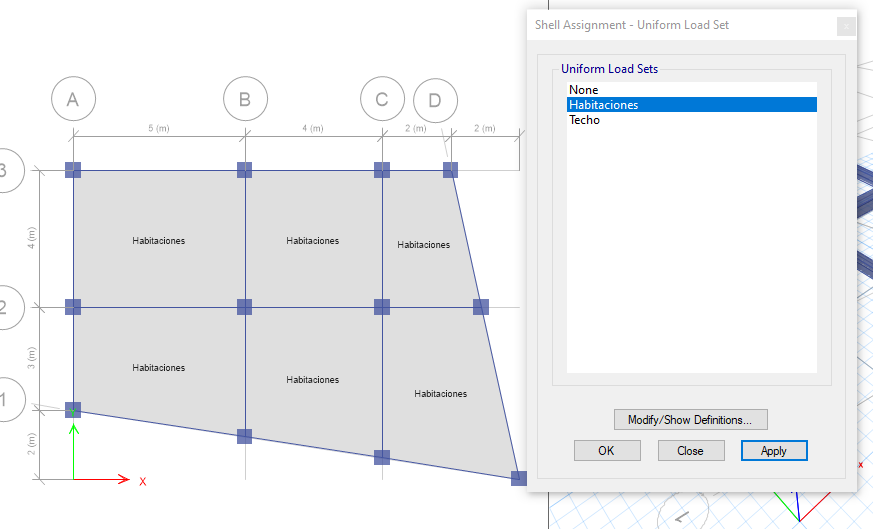 Shell Assignment - Uniform Load Set
x
Uniform Load Sets
None
Habitaciones
Techo
Modify/Show Definitions...
OK
Close
Apply
A
B
C
D
5 (m)
4 (m)
2 (m)
2 (m)
3
4 (m)
Habitaciones
Habitaciones
Habitaciones
2
3 (m)
Habitaciones
Habitaciones
Habitaciones
1
2 (m)
X
x